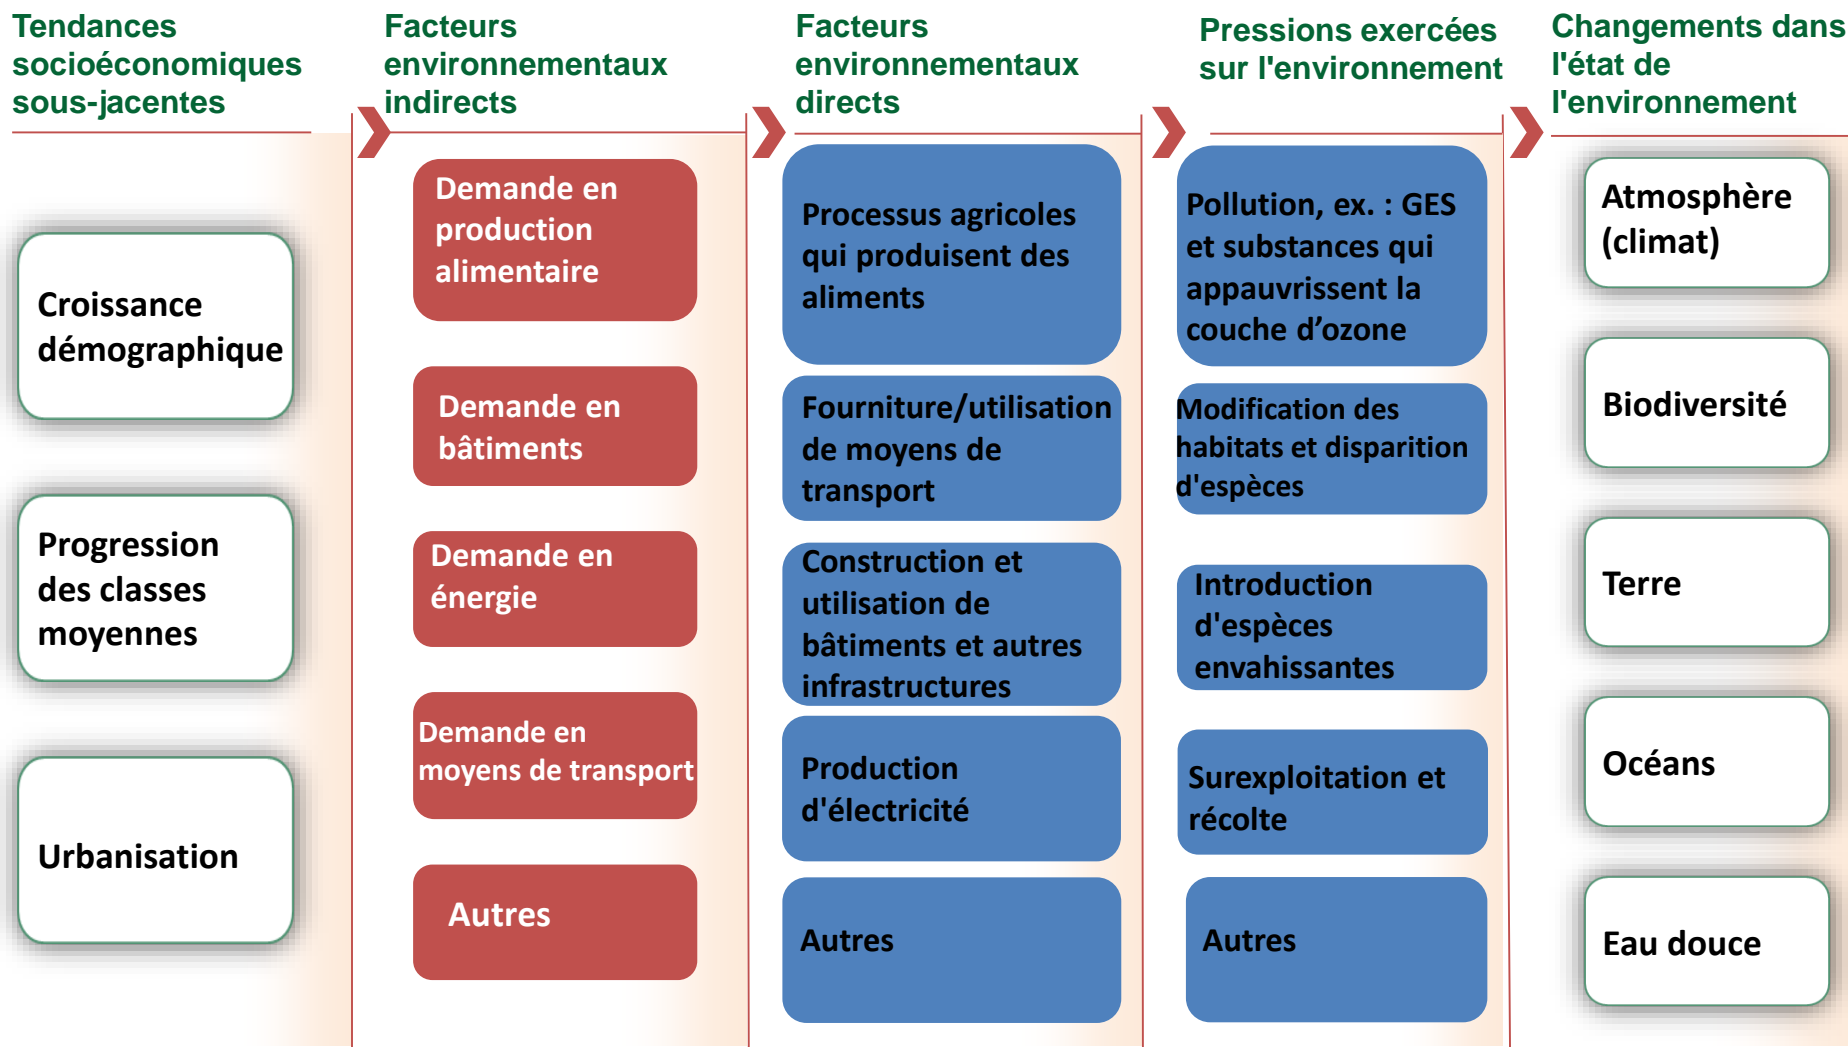 Tendances
socioéconomiques
sous-jacentes
Facteurs
environnementaux
indirects
Facteurs
environnementaux
directs
Pressions exercées
sur l'environnement
Changements dans
l'état de
l'environnement
Croissance
démographique
Progression
des classes
moyennes
Urbanisation
Demande en
production
alimentaire
Demande en
bâtiments
Demande en
énergie
Demande en
moyens de transport
Autres
Processus agricoles
qui produisent des
aliments
Fourniture/utilisation
de moyens de
transport
Construction et
utilisation de
bâtiments et autres
infrastructures
Production
d'électricité
Autres
Pollution, ex. : GES
et substances qui
appauvrissent la
couche d’ozone
Modification des
habitats et disparition
d'espèces
Introduction
d'espèces
envahissantes
Surexploitation et
récolte
Autres
Atmosphère
(climat)
Biodiversité
Terre
Océans
Eau douce